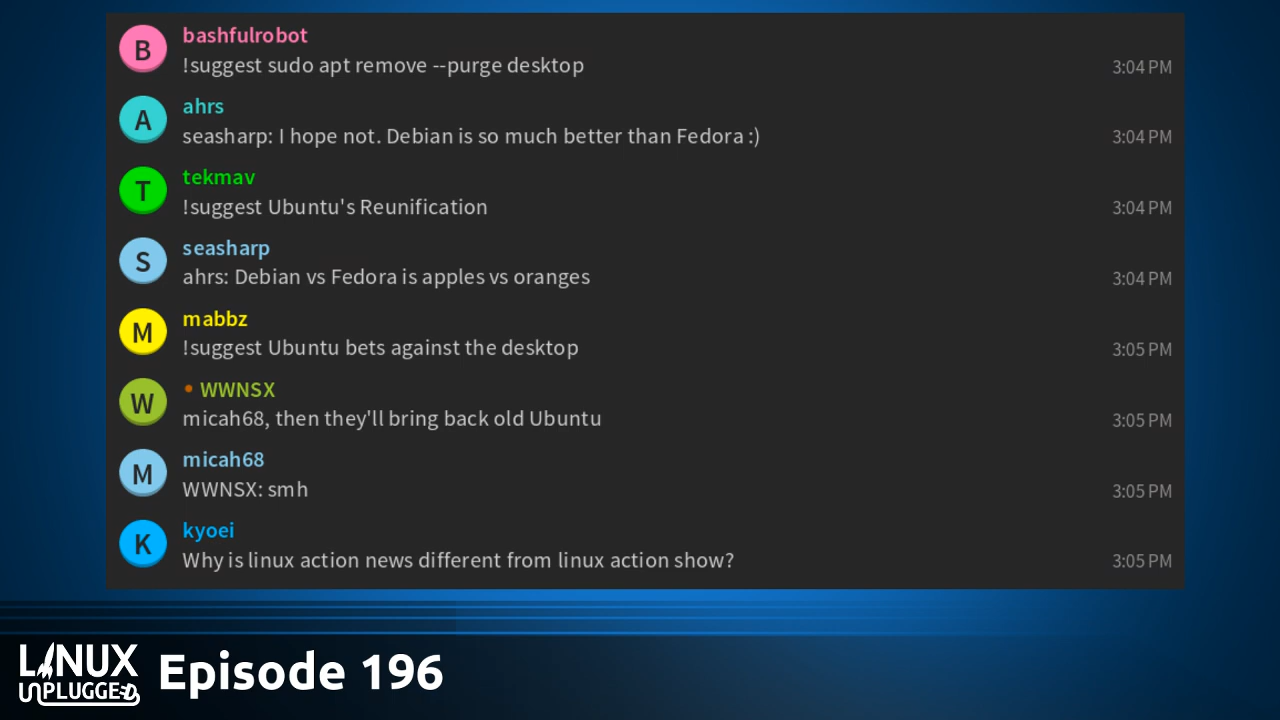 B
bashfulrobot
!suggest sudo apt remove --purge desktop
3:04 PM
A
ahrs
seasharp: I hope not. Debian is so much better than Fedora :)
3:04 PM
T
tekmav
!suggest Ubuntu's Reunification
3:04 PM
S
seasharp
ahrs: Debian vs Fedora is apples vs oranges
3:04 PM
M
mabbz
!suggest Ubuntu bets against the desktop
3:05 PM
W
• WWNSX
micah68, then they'll bring back old Ubuntu
3:05 PM
M
micah68
WWNSX: smh
3:05 PM
K
kyoei
Why is linux action news different from linux action show?
3:05 PM
LINUX
UNPLUGGED
Episode 196